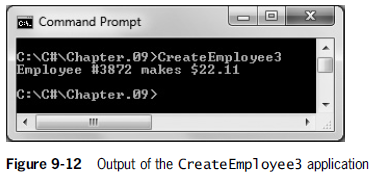 Command Prompt
C:\C#\Chapter.09>CreateEmployee3
Employee #3872 makes $22.11
C:\C#\Chapter.09>
Figure 9-12 Output of the CreateEmployee3 application